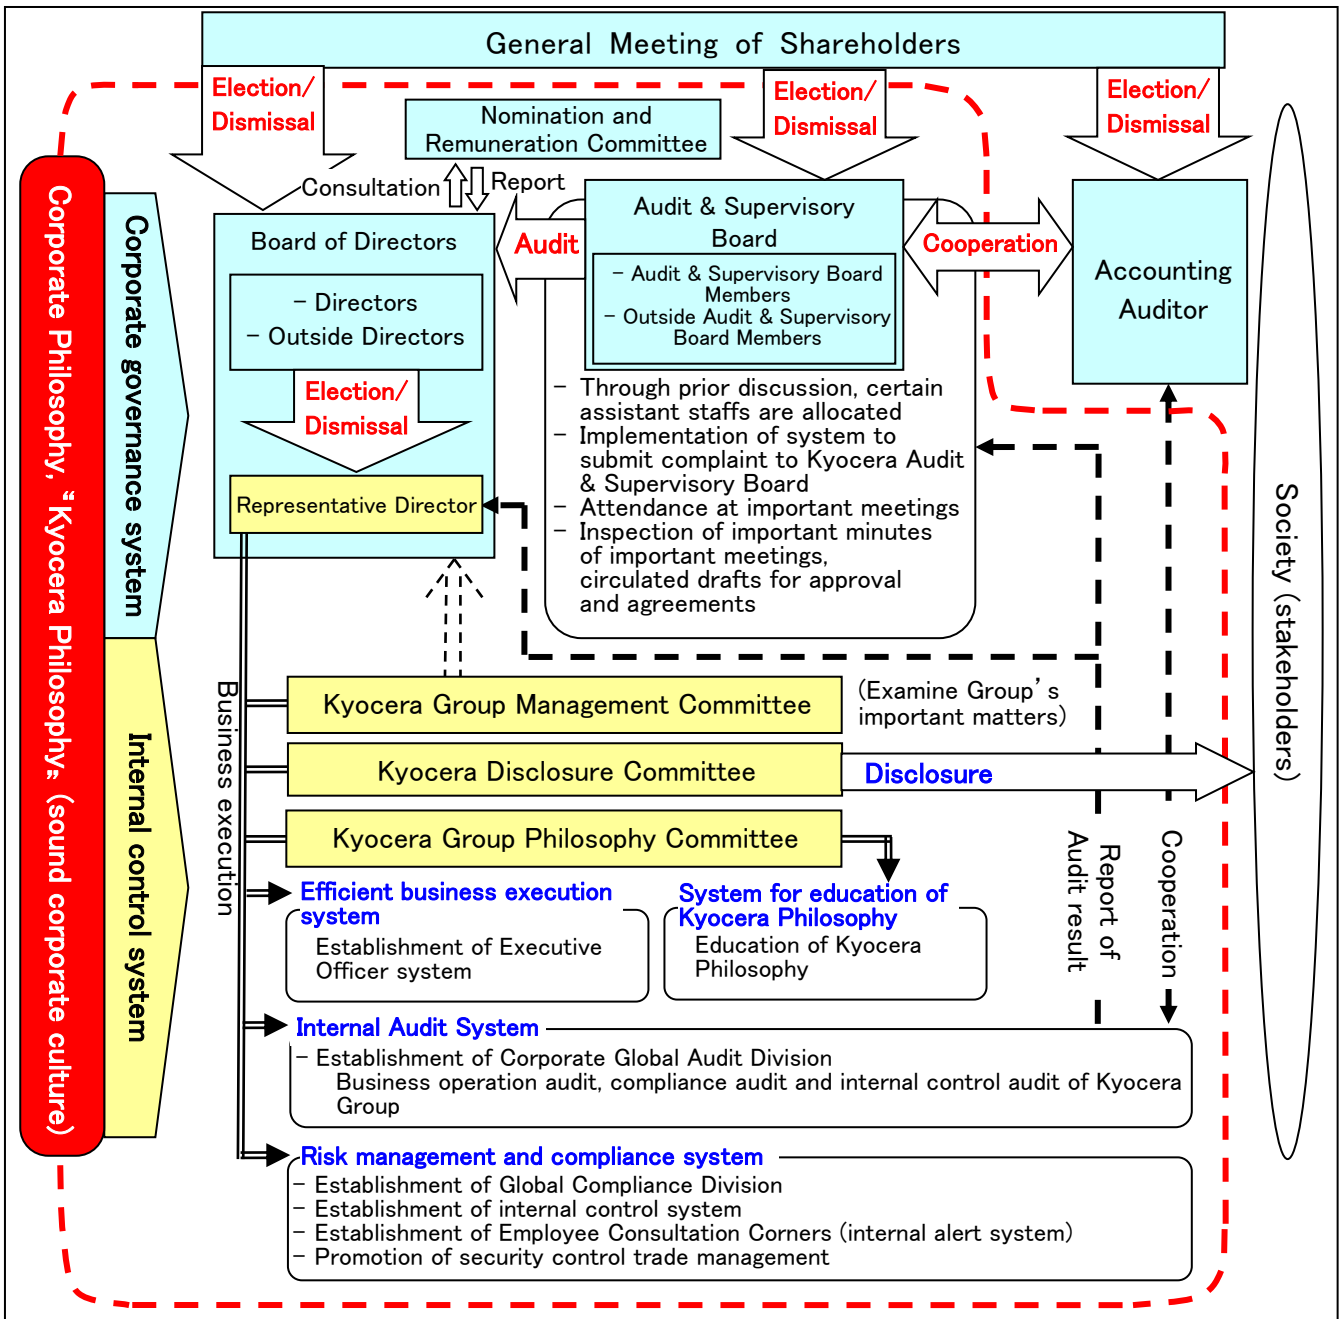 General Meeting of Shareholders
Election/
Dismissal
Election/
Dismissal
Election/
Dismissal
Nomination and
Remuneration Committee
Consultation
Report
Corporate Philosophy, “Kyocera Philosophy” (sound corporate culture)
Corporate governance system
Internal control system
Board of Directors
- Directors
- Outside Directors
Election/
Dismissal
Representative Director
Audit
Audit & Supervisory
Board
- Audit & Supervisory Board
Members
- Outside Audit & Supervisory
Board Members
Cooperation
Accounting
Auditor
- Through prior discussion, certain
assistant staffs are allocated
- Implementation of system to
submit complaint to Kyocera Audit
& Supervisory Board
- Attendance at important meetings
- Inspection of important minutes
of important meetings,
circulated drafts for approval
and agreements
Society (stakeholders)
Business execution
Kyocera Group Management Committee
(Examine Group’s
important matters)
Kyocera Disclosure Committee
Disclosure
Kyocera Group Philosophy Committee
Report of
Audit result
Cooperation
Efficient business execution
system
Establishment of Executive
Officer system
System for education of
Kyocera Philosophy
Education of Kyocera
Philosophy
Internal Audit System
- Establishment of Corporate Global Audit Division
Business operation audit, compliance audit and internal control audit of Kyocera
Group
Risk management and compliance system
- Establishment of Global Compliance Division
- Establishment of internal control system
- Establishment of Employee Consultation Corners (internal alert system)
- Promotion of security control trade management